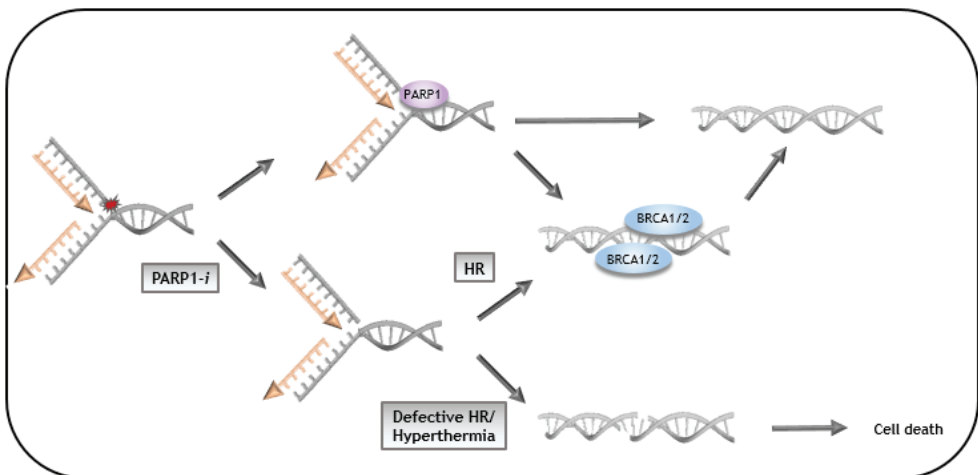 PARP1
BRCA1/2
BRCA1/2
HR
PARP1-i
Defective HR/
Hyperthermia
Cell death